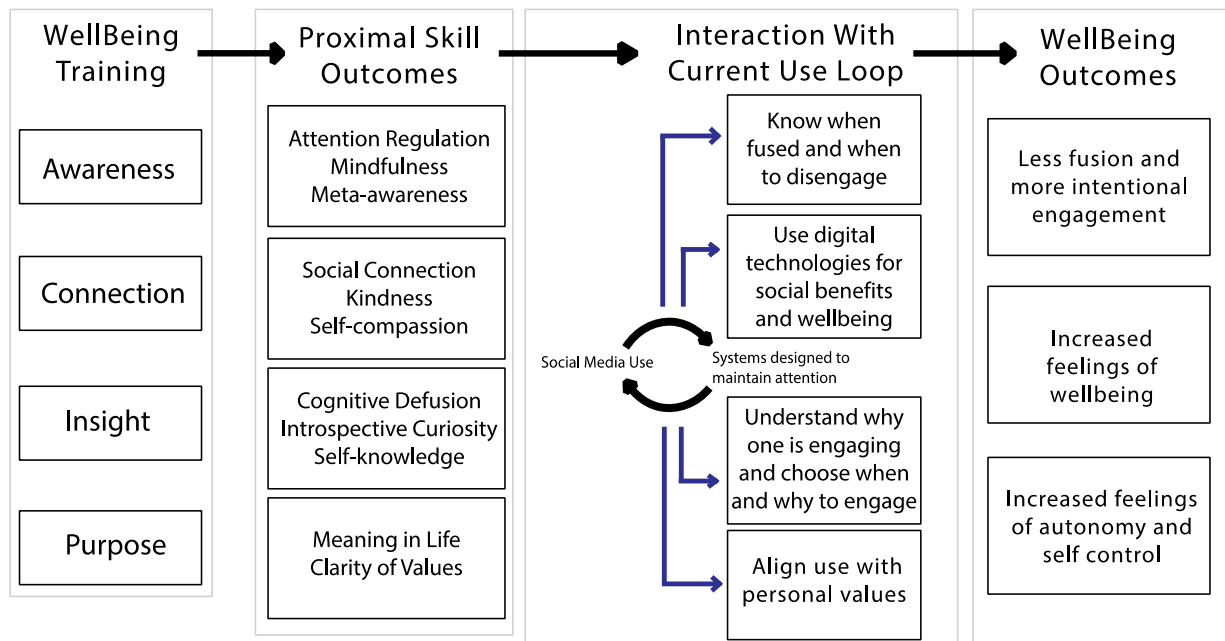 WellBeing
Training
Awareness
Connection
Insight
Purpose
Proximal Skill
Outcomes
Attention Regulation
Mindfulness
Meta-awareness
Social Connection
Kindness
Self-compassion
Cognitive Defusion
Introspective Curiosity
Self-knowledge
Meaning in Life
Clarity of Values
Interaction With
Current Use Loop
Know when
fused and when
to disengage
Use digital
technologies for
social benefits
and wellbeing
Social Media Use
Systems designed to
maintain attention
Understand why
one is engaging
and choose when
and why to engage
Align use with
personal values
WellBeing
Outcomes
Less fusion and
more intentional
engagement
Increased
feelings of
wellbeing
Increased feelings
of autonomy and
self control